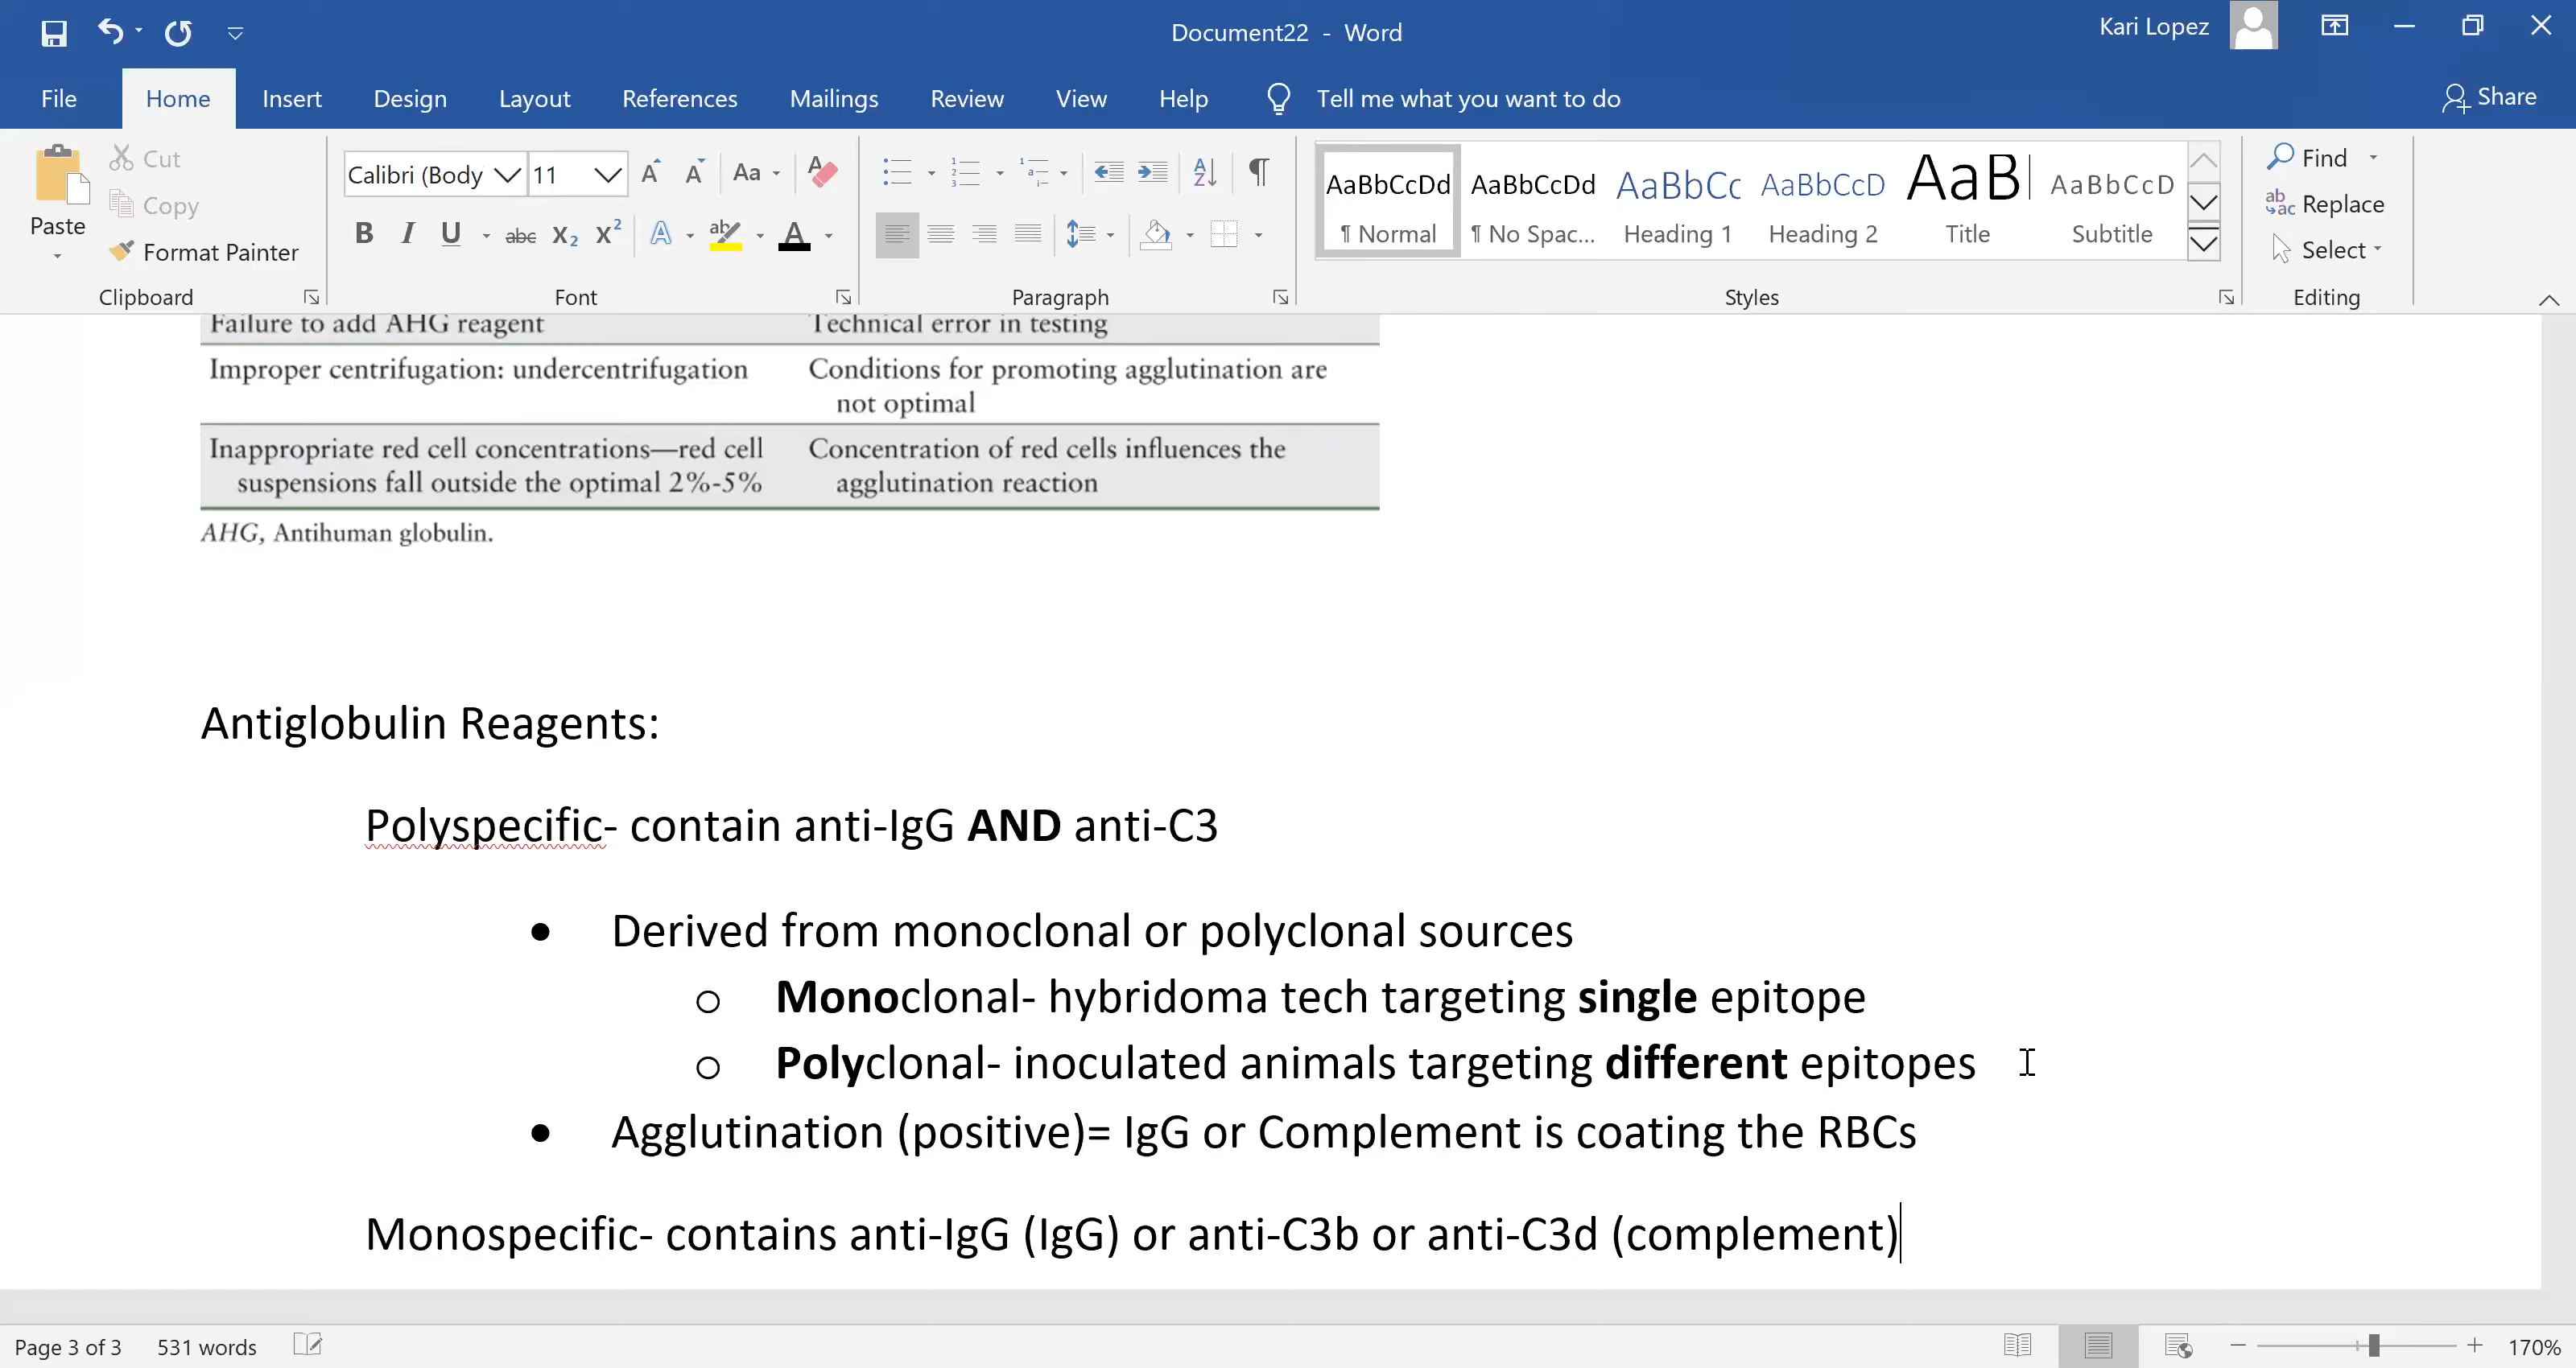 Document22 - Word
Kari Lopez
File Home Insert Design Layout References Mailings Review View Help Tell me what you want to do Share
Paste
Cut
Copy
Format Painter
Clipboard
Calibri (Body 11
Font
Paragraph
AaBbCcDd AaBbCcDd AaBbCc AaBbCcD AaB AaBbCcD
¶ Normal ¶ No Spac... Heading 1 Heading 2 Title Subtitle
Styles
Find
Replace
Select
Editing
Failure to add AHG reagent Technical error in testing
Improper centrifugation: undercentrifugation Conditions for promoting agglutination are
not optimal
Inappropriate red cell concentrations—red cell Concentration of red cells influences the
suspensions fall outside the optimal 2%-5% agglutination reaction
AHG, Antihuman globulin.
Antiglobulin Reagents:
Polyspecific- contain anti-IgG AND anti-C3
• Derived from monoclonal or polyclonal sources
o Monoclonal- hybridoma tech targeting single epitope
o Polyclonal- inoculated animals targeting different epitopes
• Agglutination (positive)= IgG or Complement is coating the RBCs
Monospecific- contains anti-IgG (IgG) or anti-C3b or anti-C3d (complement)
Page 3 of 3 531 words 170%